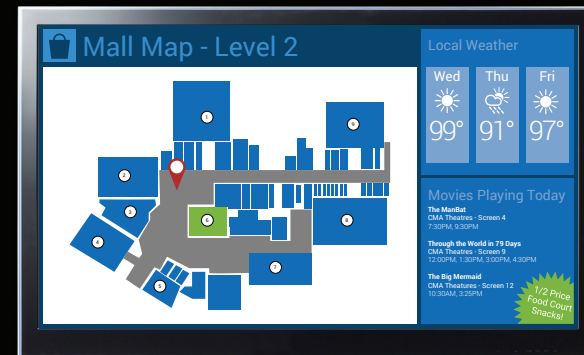 Mall Map - Level 2
1
9
2
3
6
8
4
7
5
Local Weather
Wed
Thu
Fri
99°
91°
97°
Movies Playing Today
The ManBat
CMA Theatres - Screen 4
7:30PM, 9:30PM
Through the World in 79 Days
CMA Theatres - Screen 9
12:00PM, 1:30PM, 3:00PM, 4:30PM
The Big Mermaid
CMA Theatures - Screen 12
10:30AM, 3:25PM
1/2 Price
Food Court
Snacks!